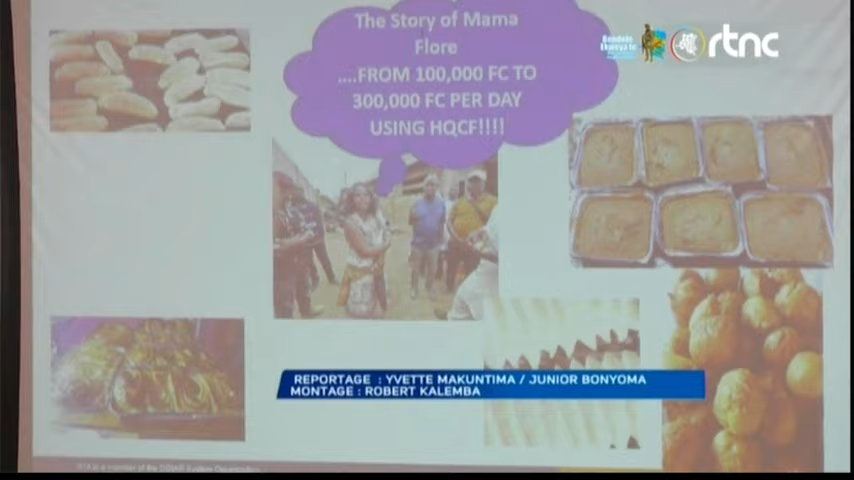 The Story of Mama
Flore
....FROM 100,000 FC TO
300,000 FC PER DAY
USING HQCF!!!!
rtnc
REPORTAGE : YVETTE MAKUNTIMA / JUNIOR BONYOMA
MONTAGE : ROBERT KALEMBA